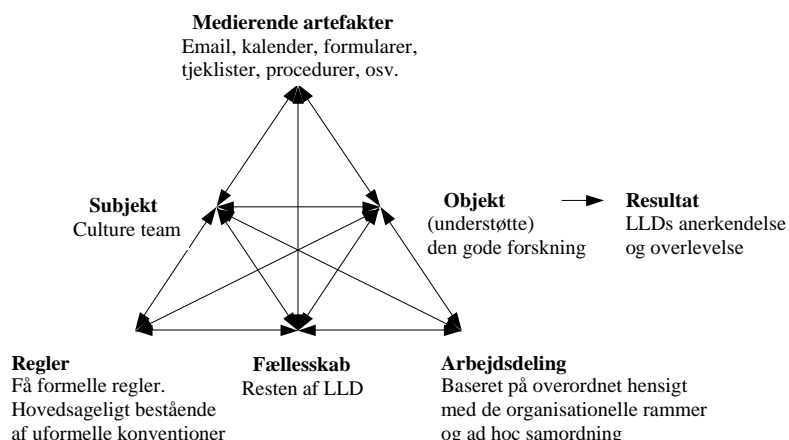 Medierende artefakter
Email, kalender, formularer,
tjeklister, procedurer, osv.
Subjekt
Culture team
Objekt
(understøtte)
den gode forskning
Resultat
LLDs anerkendelse
og overlevelse
Regler
Få formelle regler.
Hovedsageligt bestående
af uformelle konventioner
Fællesskab
Resten af LLD
Arbejdsdeling
Baseret på overordnet hensigt
med de organisationelle rammer
og ad hoc samordning